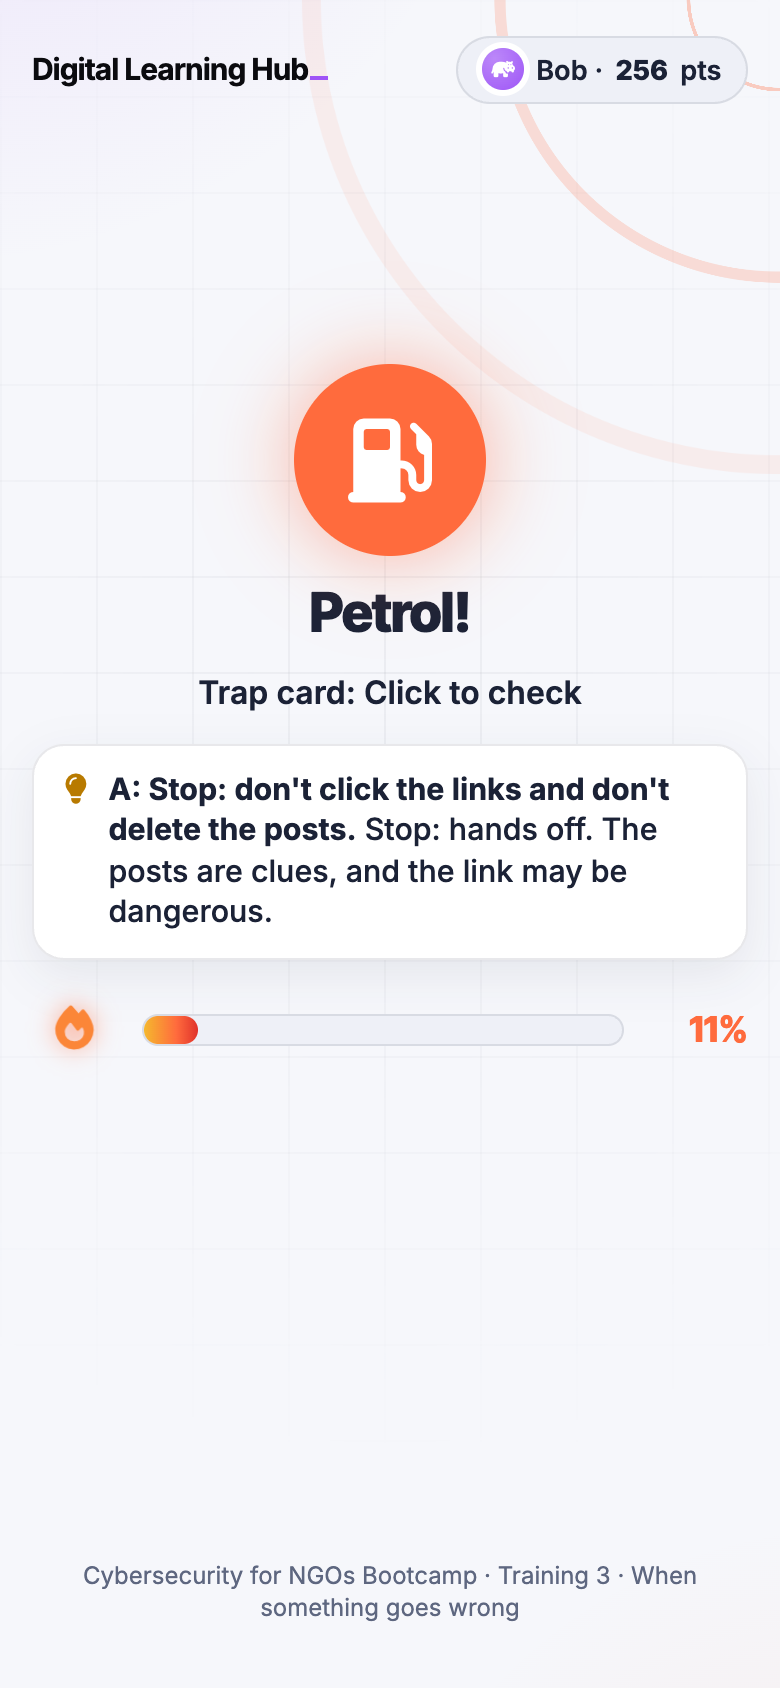 Digital Learning Hub_
Bob · 256 pts
Petrol!
Trap card: Click to check
A: Stop: don't click the links and don't
delete the posts. Stop: hands off. The
posts are clues, and the link may be
dangerous.
11%
Cybersecurity for NGOs Bootcamp · Training 3 · When
something goes wrong